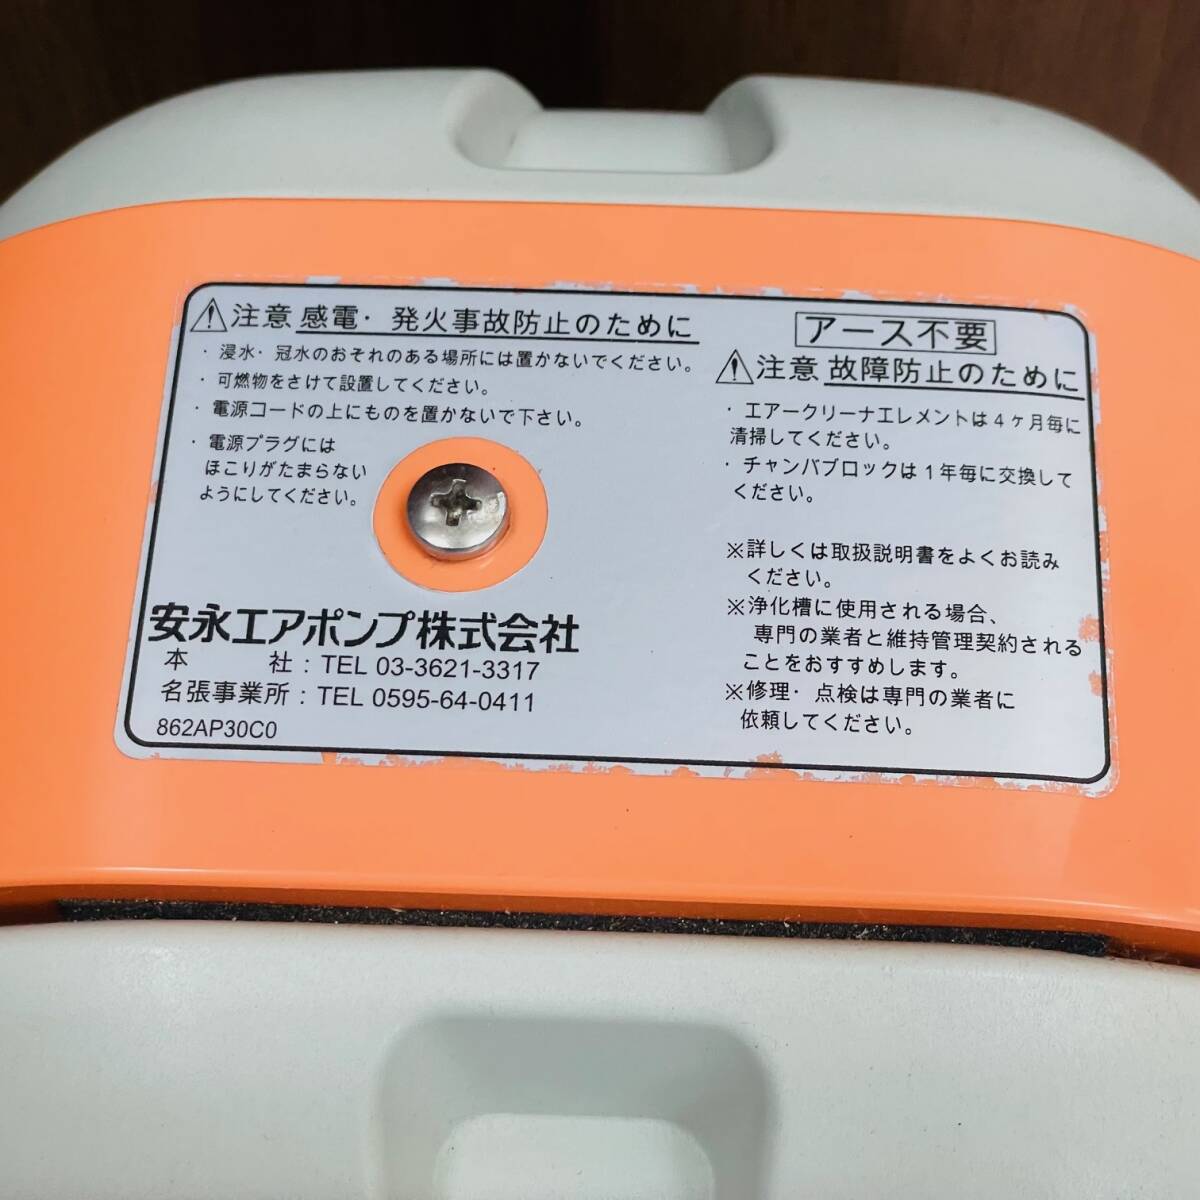 注意 感電・発火事故防止のために
・浸水・冠水のおそれのある場所には置かないでください。
・可燃物をさけて設置してください。
・電源コードの上にものを置かないで下さい。
・電源プラグには
ほこりがたまらない
ようにしてください。
安永エアポンプ株式会社
本 社：TEL 03-3621-3317
名張事業所：TEL 0595-64-0411
862AP30C0
アース不要
注意 故障防止のために
・エアークリーナエレメントは4ヶ月毎に
清掃してください。
・チャンバブロックは1年毎に交換して
ください。
※詳しくは取扱説明書をよくお読み
ください。
※浄化槽に使用される場合、
専門の業者と維持管理契約される
ことをおすすめします。
※修理・点検は専門の業者に
依頼してください。